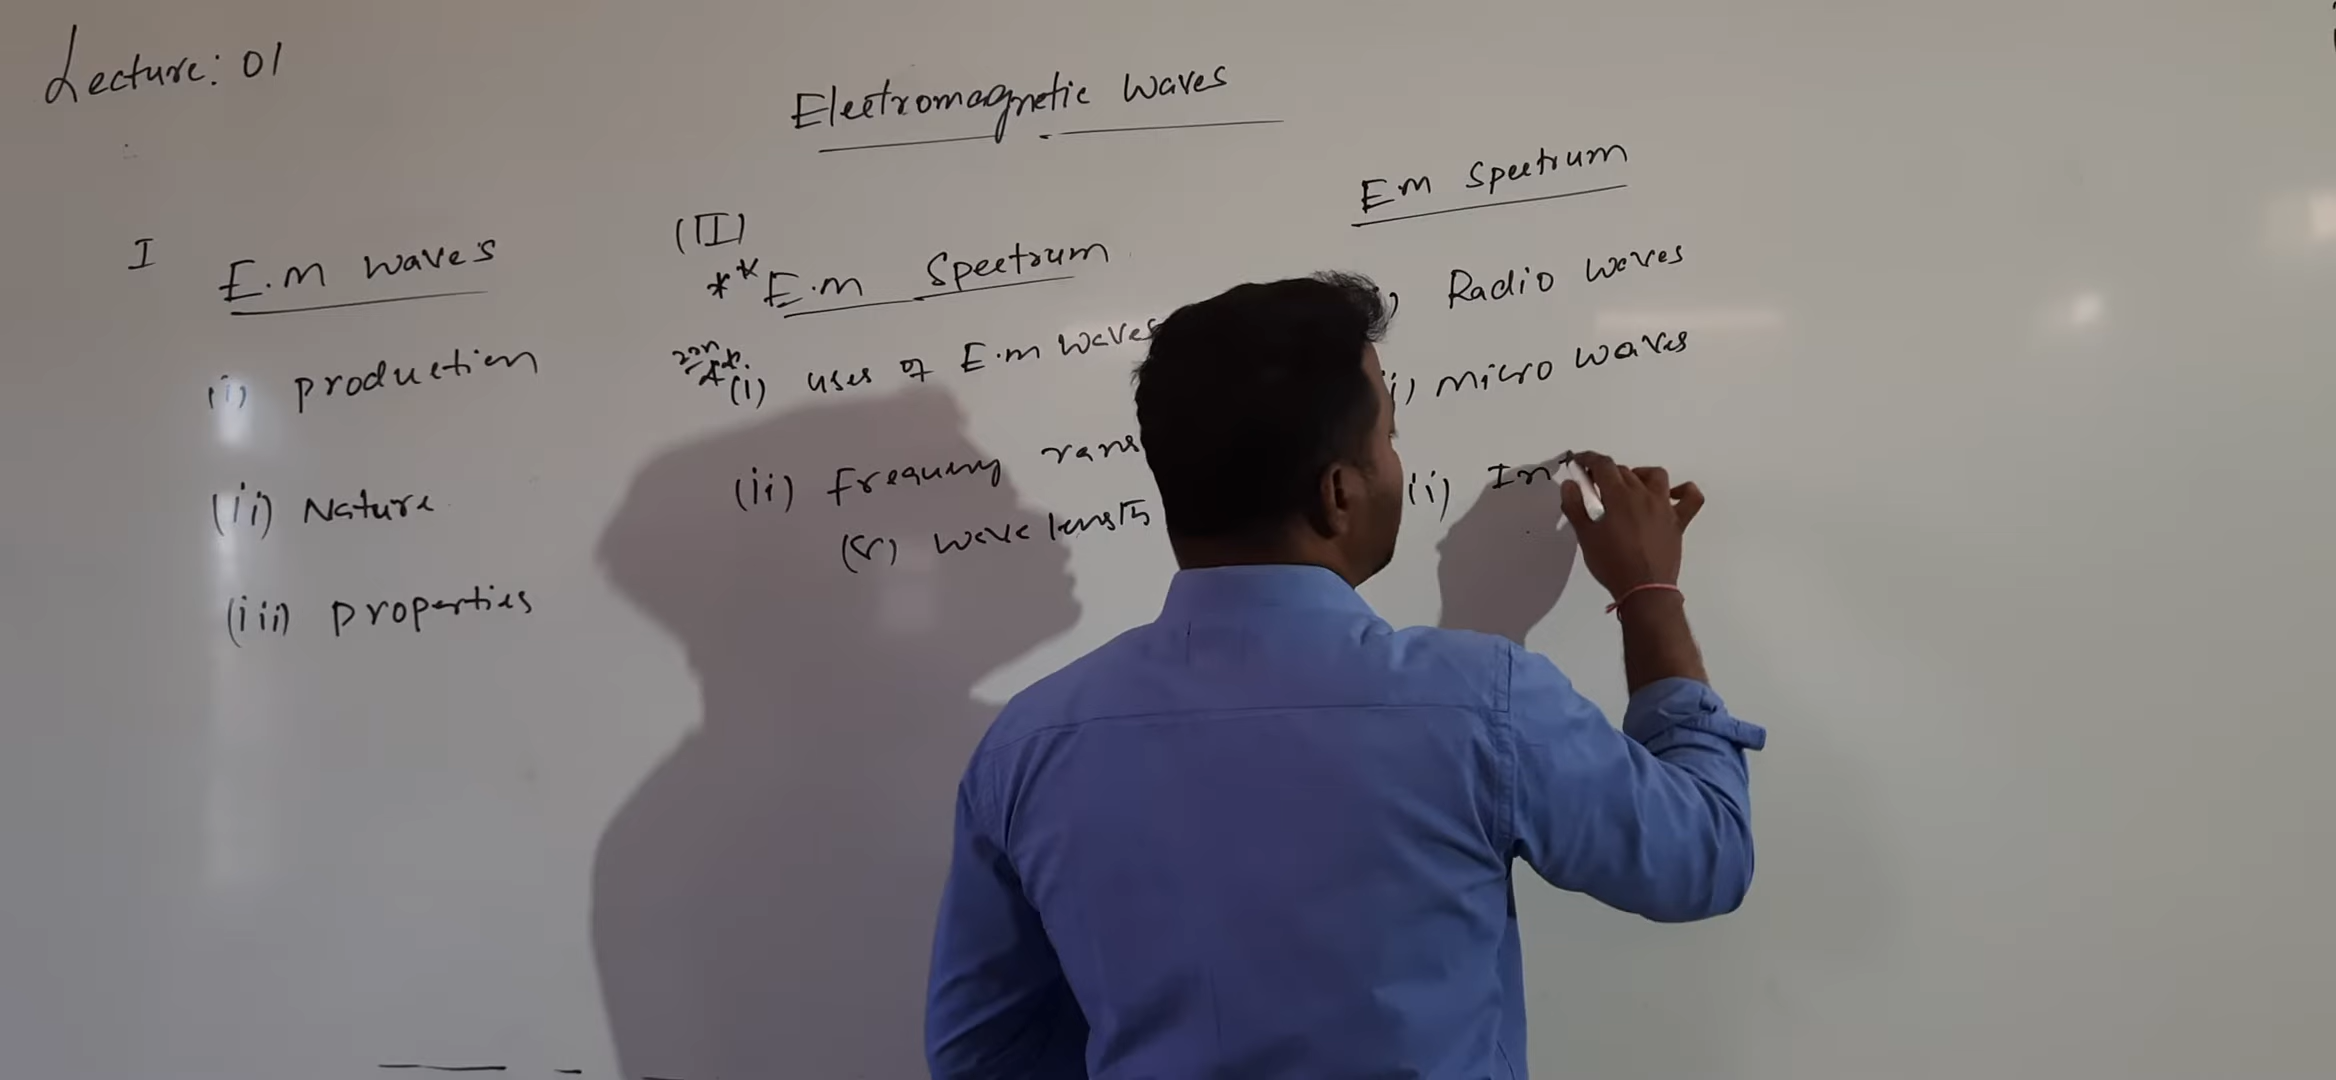 Lecture: 01
Electromagnetic waves
I
E.M waves
(i) production
(ii) Nature
(iii) properties
(II)
** E.m Spectrum
(i) uses of E.m waves
(ii) Frequency
(or) wave length
Em Spectrum
) Radio waves
i) micro waves
(i) Inf